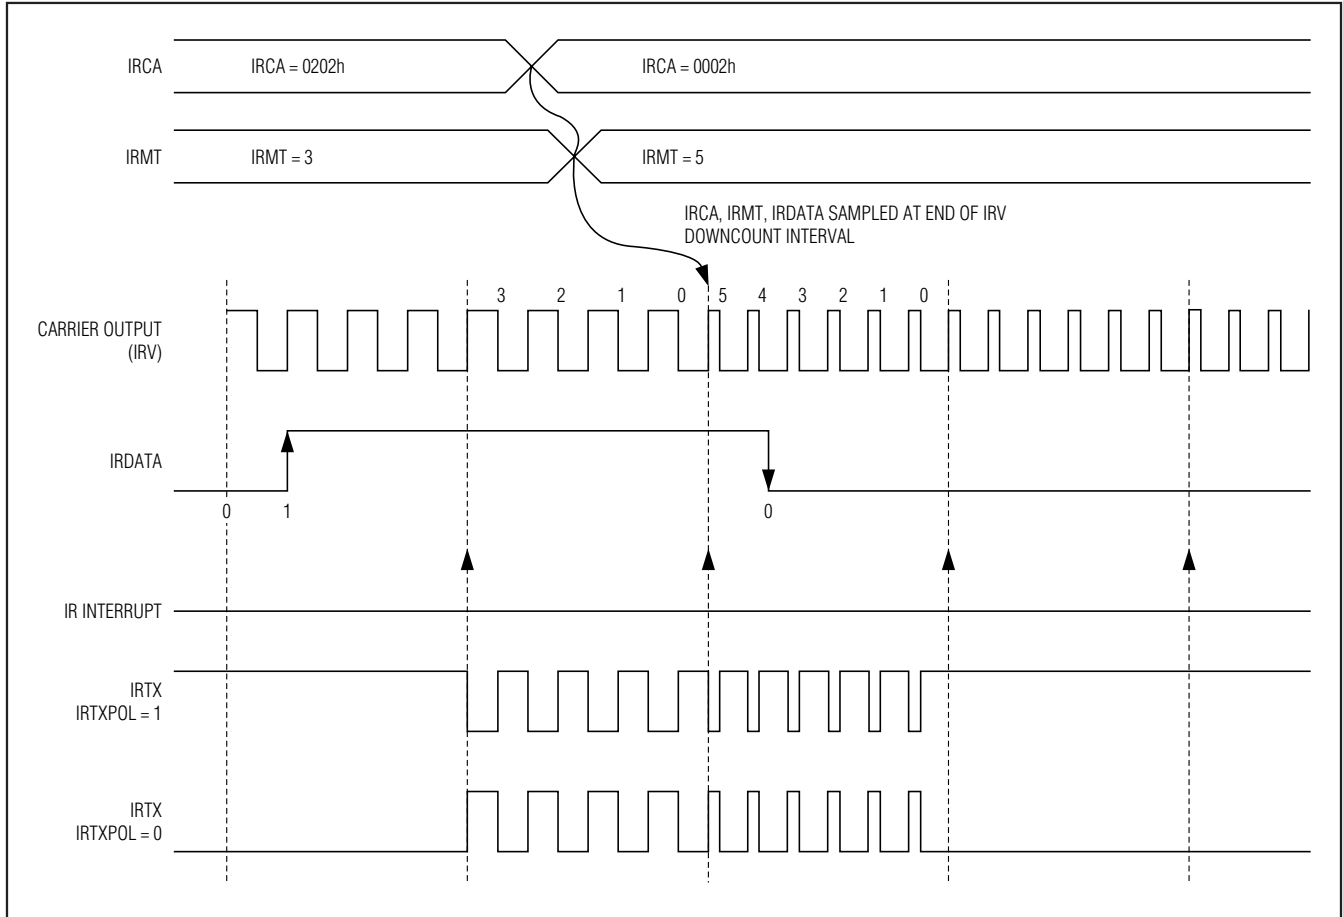 IRCA
IRCA = 0202h
IRCA = 0002h
IRMT
IRMT = 3
IRMT = 5
IRCA, IRMT, IRDATA SAMPLED AT END OF IRV
DOWNCOUNT INTERVAL
3 2 1 0 5 4 3 2 1 0
CARRIER OUTPUT
(IRV)
IRDATA
0 1 0
IR INTERRUPT
IRTX
IRTXPOL = 1
IRTX
IRTXPOL = 0